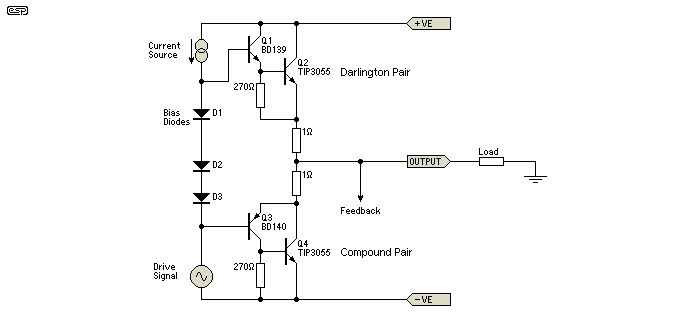 esp
+VE
Current
Source
Q1
BD139
Q2
TIP3055
Darlington Pair
270Ω
Bias
Diodes
D1
1Ω
D2
OUTPUT
Load
1Ω
D3
Feedback
Q3
BD140
Q4
TIP3055
Compound Pair
Drive
Signal
270Ω
-VE